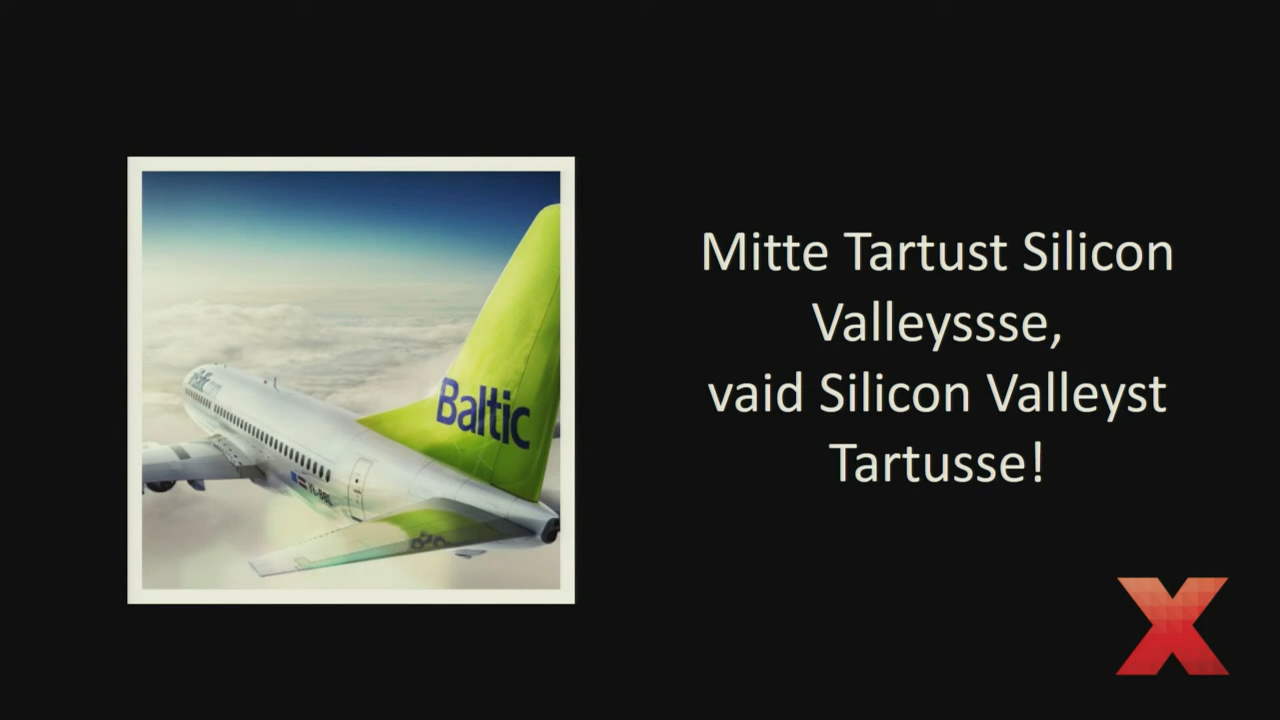 Mitte Tartust Silicon
Valleyssse,
vaid Silicon Valleyst
Tartusse!
Baltic
X